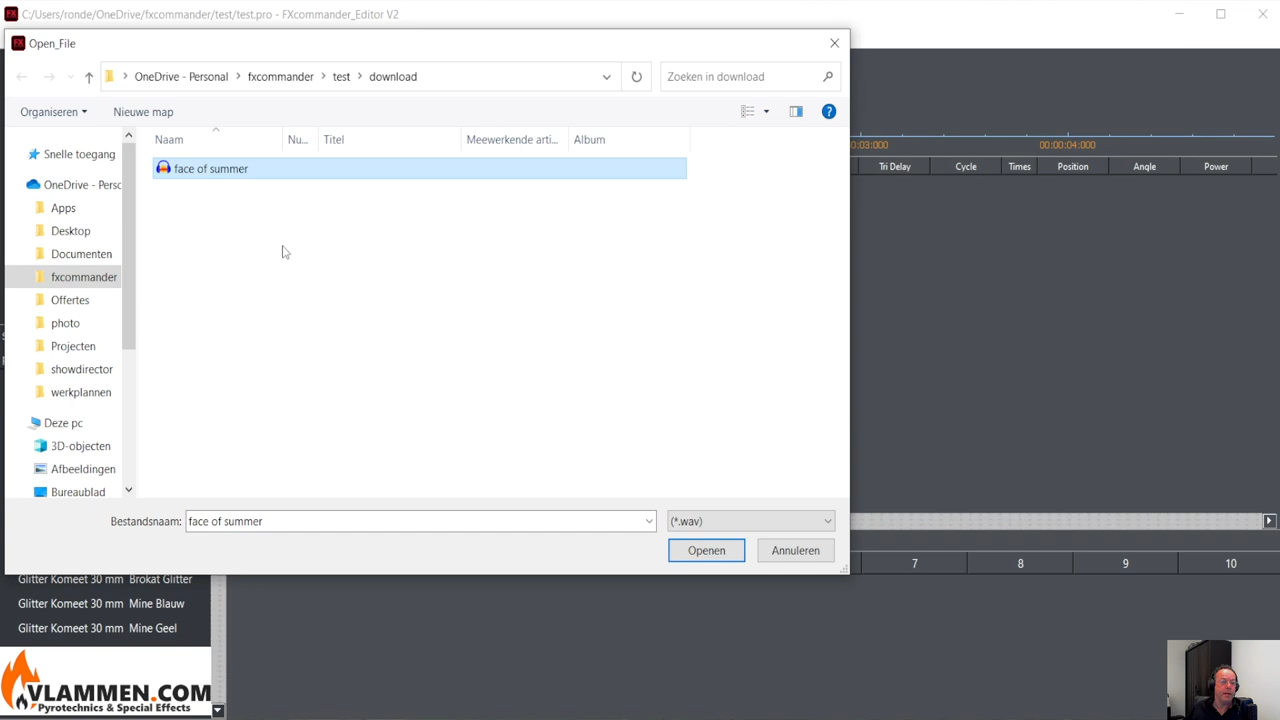 C:/Users/ronde/OneDrive/fxcommander/test/test.pro - FXcommander_Editor V2
Open_File
OneDrive - Personal > fxcommander > test > download
Zoeken in download
Organiseren
Nieuwe map
Naam Nu... Titel Meewerkende arti... Album
face of summer
Snelle toegang
OneDrive - Perso
Apps
Desktop
Documenten
fxcommander
Offertes
photo
Projecten
showdirector
werkplannen
Deze pc
3D-objecten
Afbeeldingen
Bureaublad
Bestandsnaam: face of summer (*.wav)
Openen Annuleren
0:03:000 00:00:04:000
Tri Delay Cycle Times Position Angle Power
7 8 9 10
Glitter Komeet 30 mm Brokat Glitter
Glitter Komeet 30 mm Mine Blauw
Glitter Komeet 30 mm Mine Geel
VLAMMEN.COM
Pyrotechnics & Special Effects